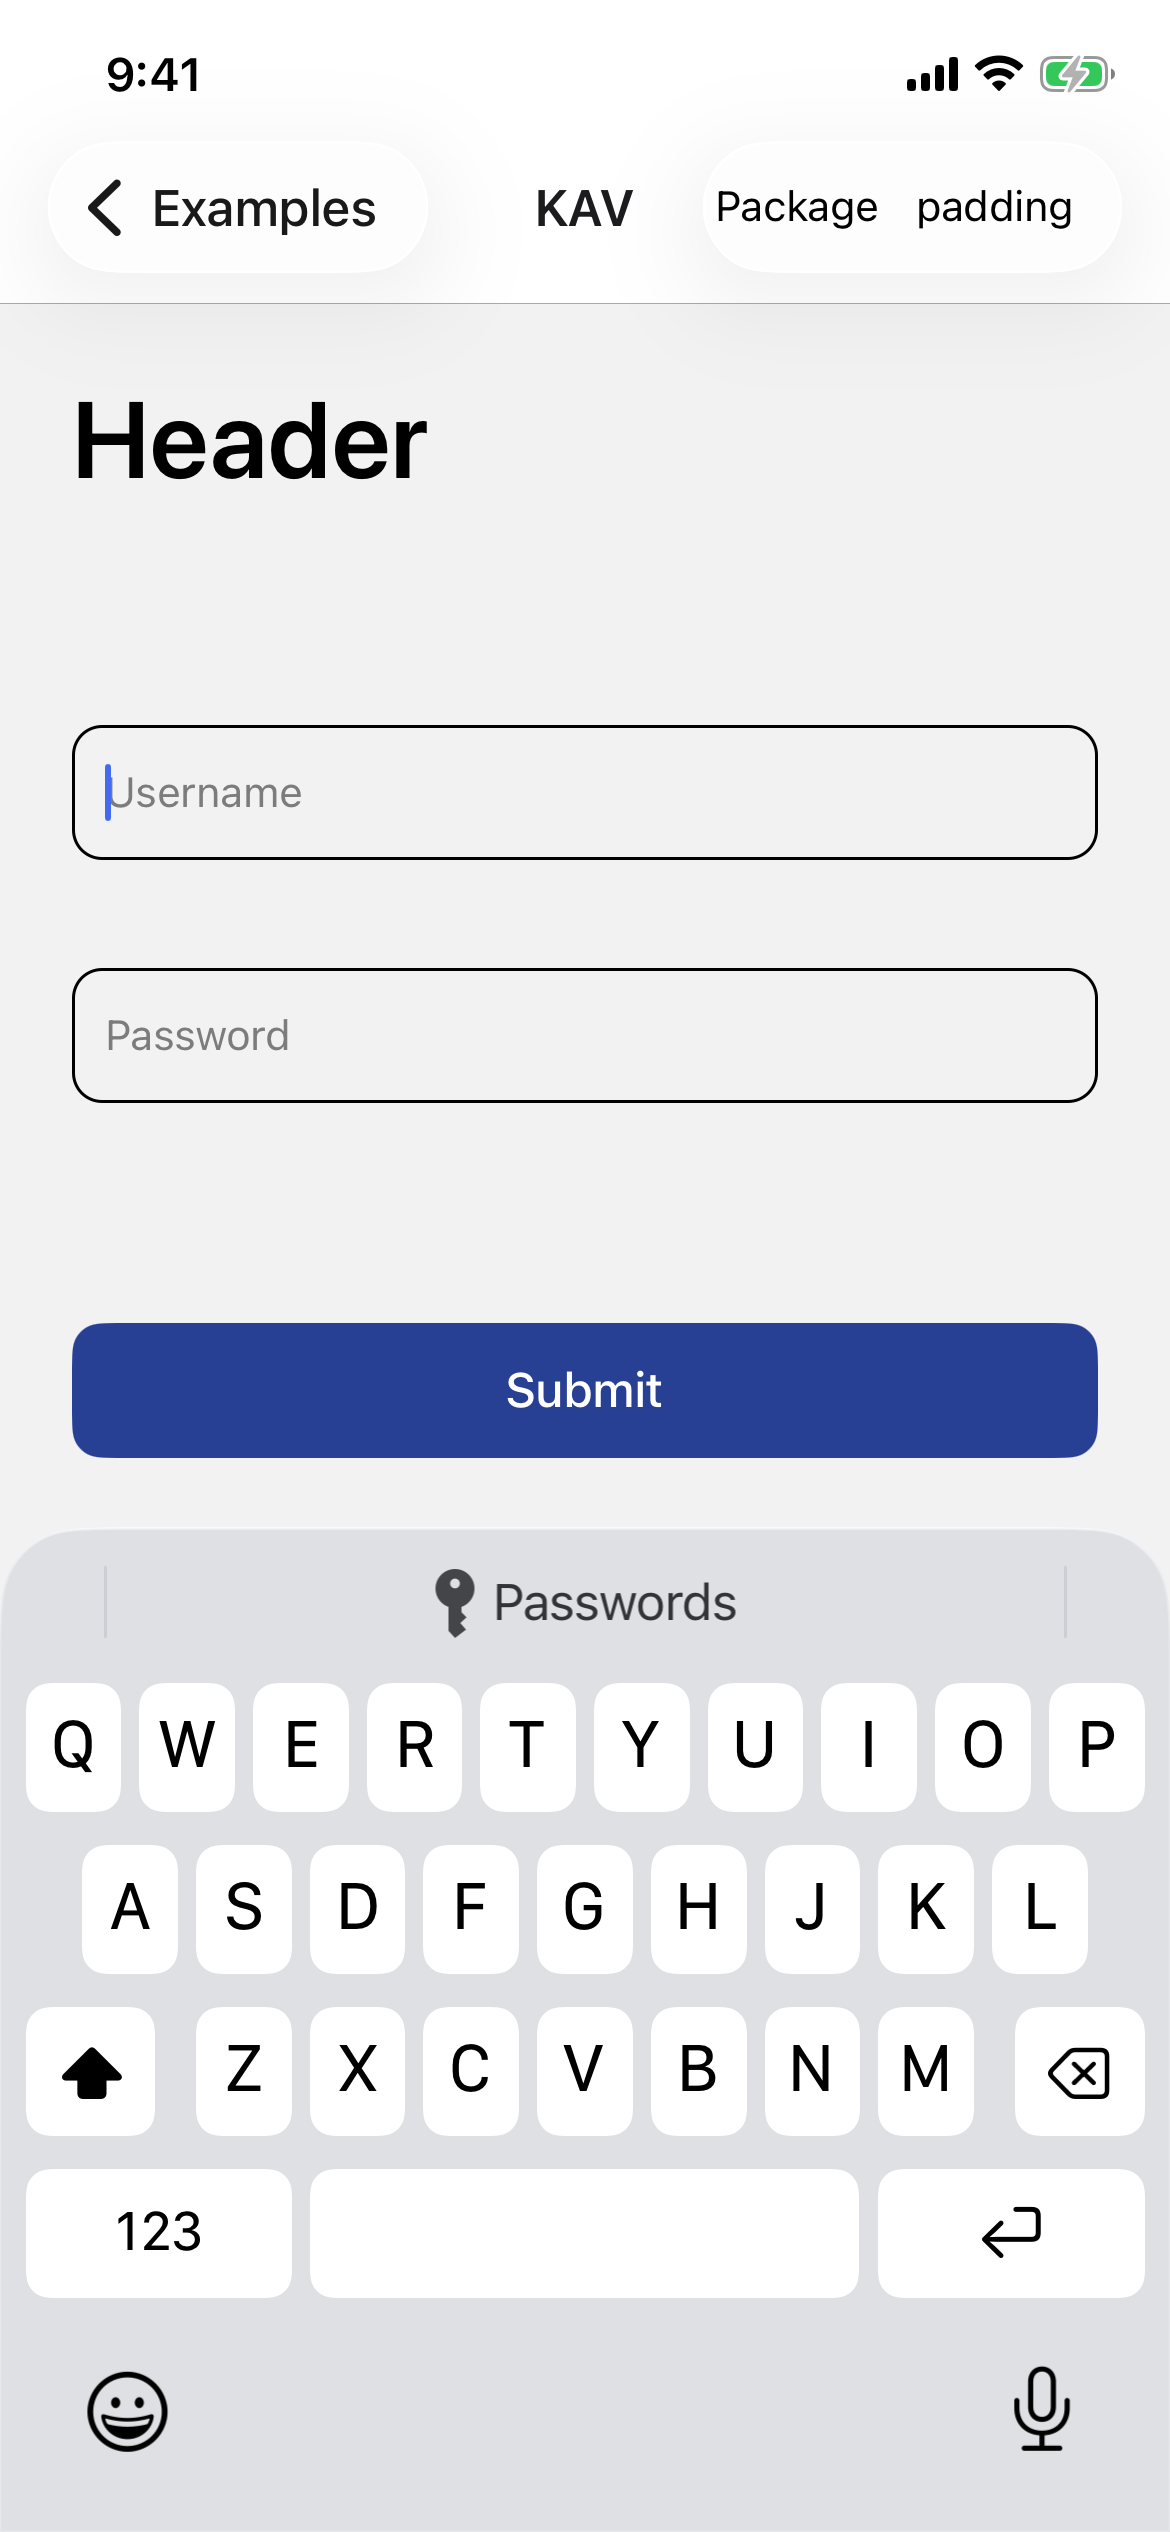 9:41
Examples KAV Package padding
Header
Username
Password
Submit
Passwords
Q W E R T Y U I O P
A S D F G H J K L
Z X C V B N M
123